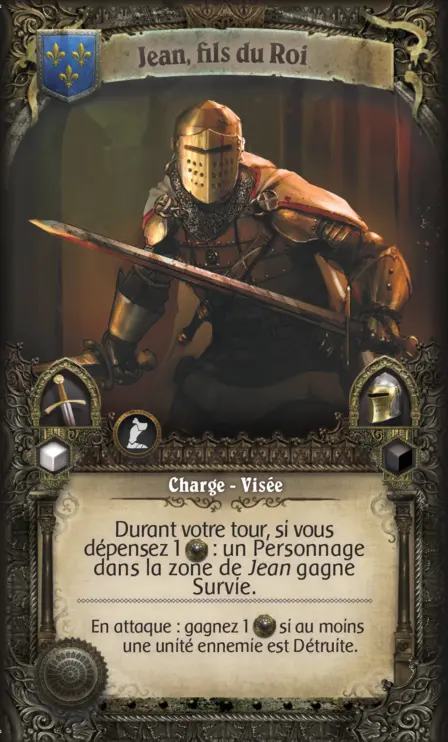 Jean, fils du Roi
Charge - Visée
Durant votre tour, si vous
dépensez 1 : un Personnage
dans la zone de Jean gagne
Survie.
En attaque : gagnez 1 si au moins
une unité ennemie est Détruite.